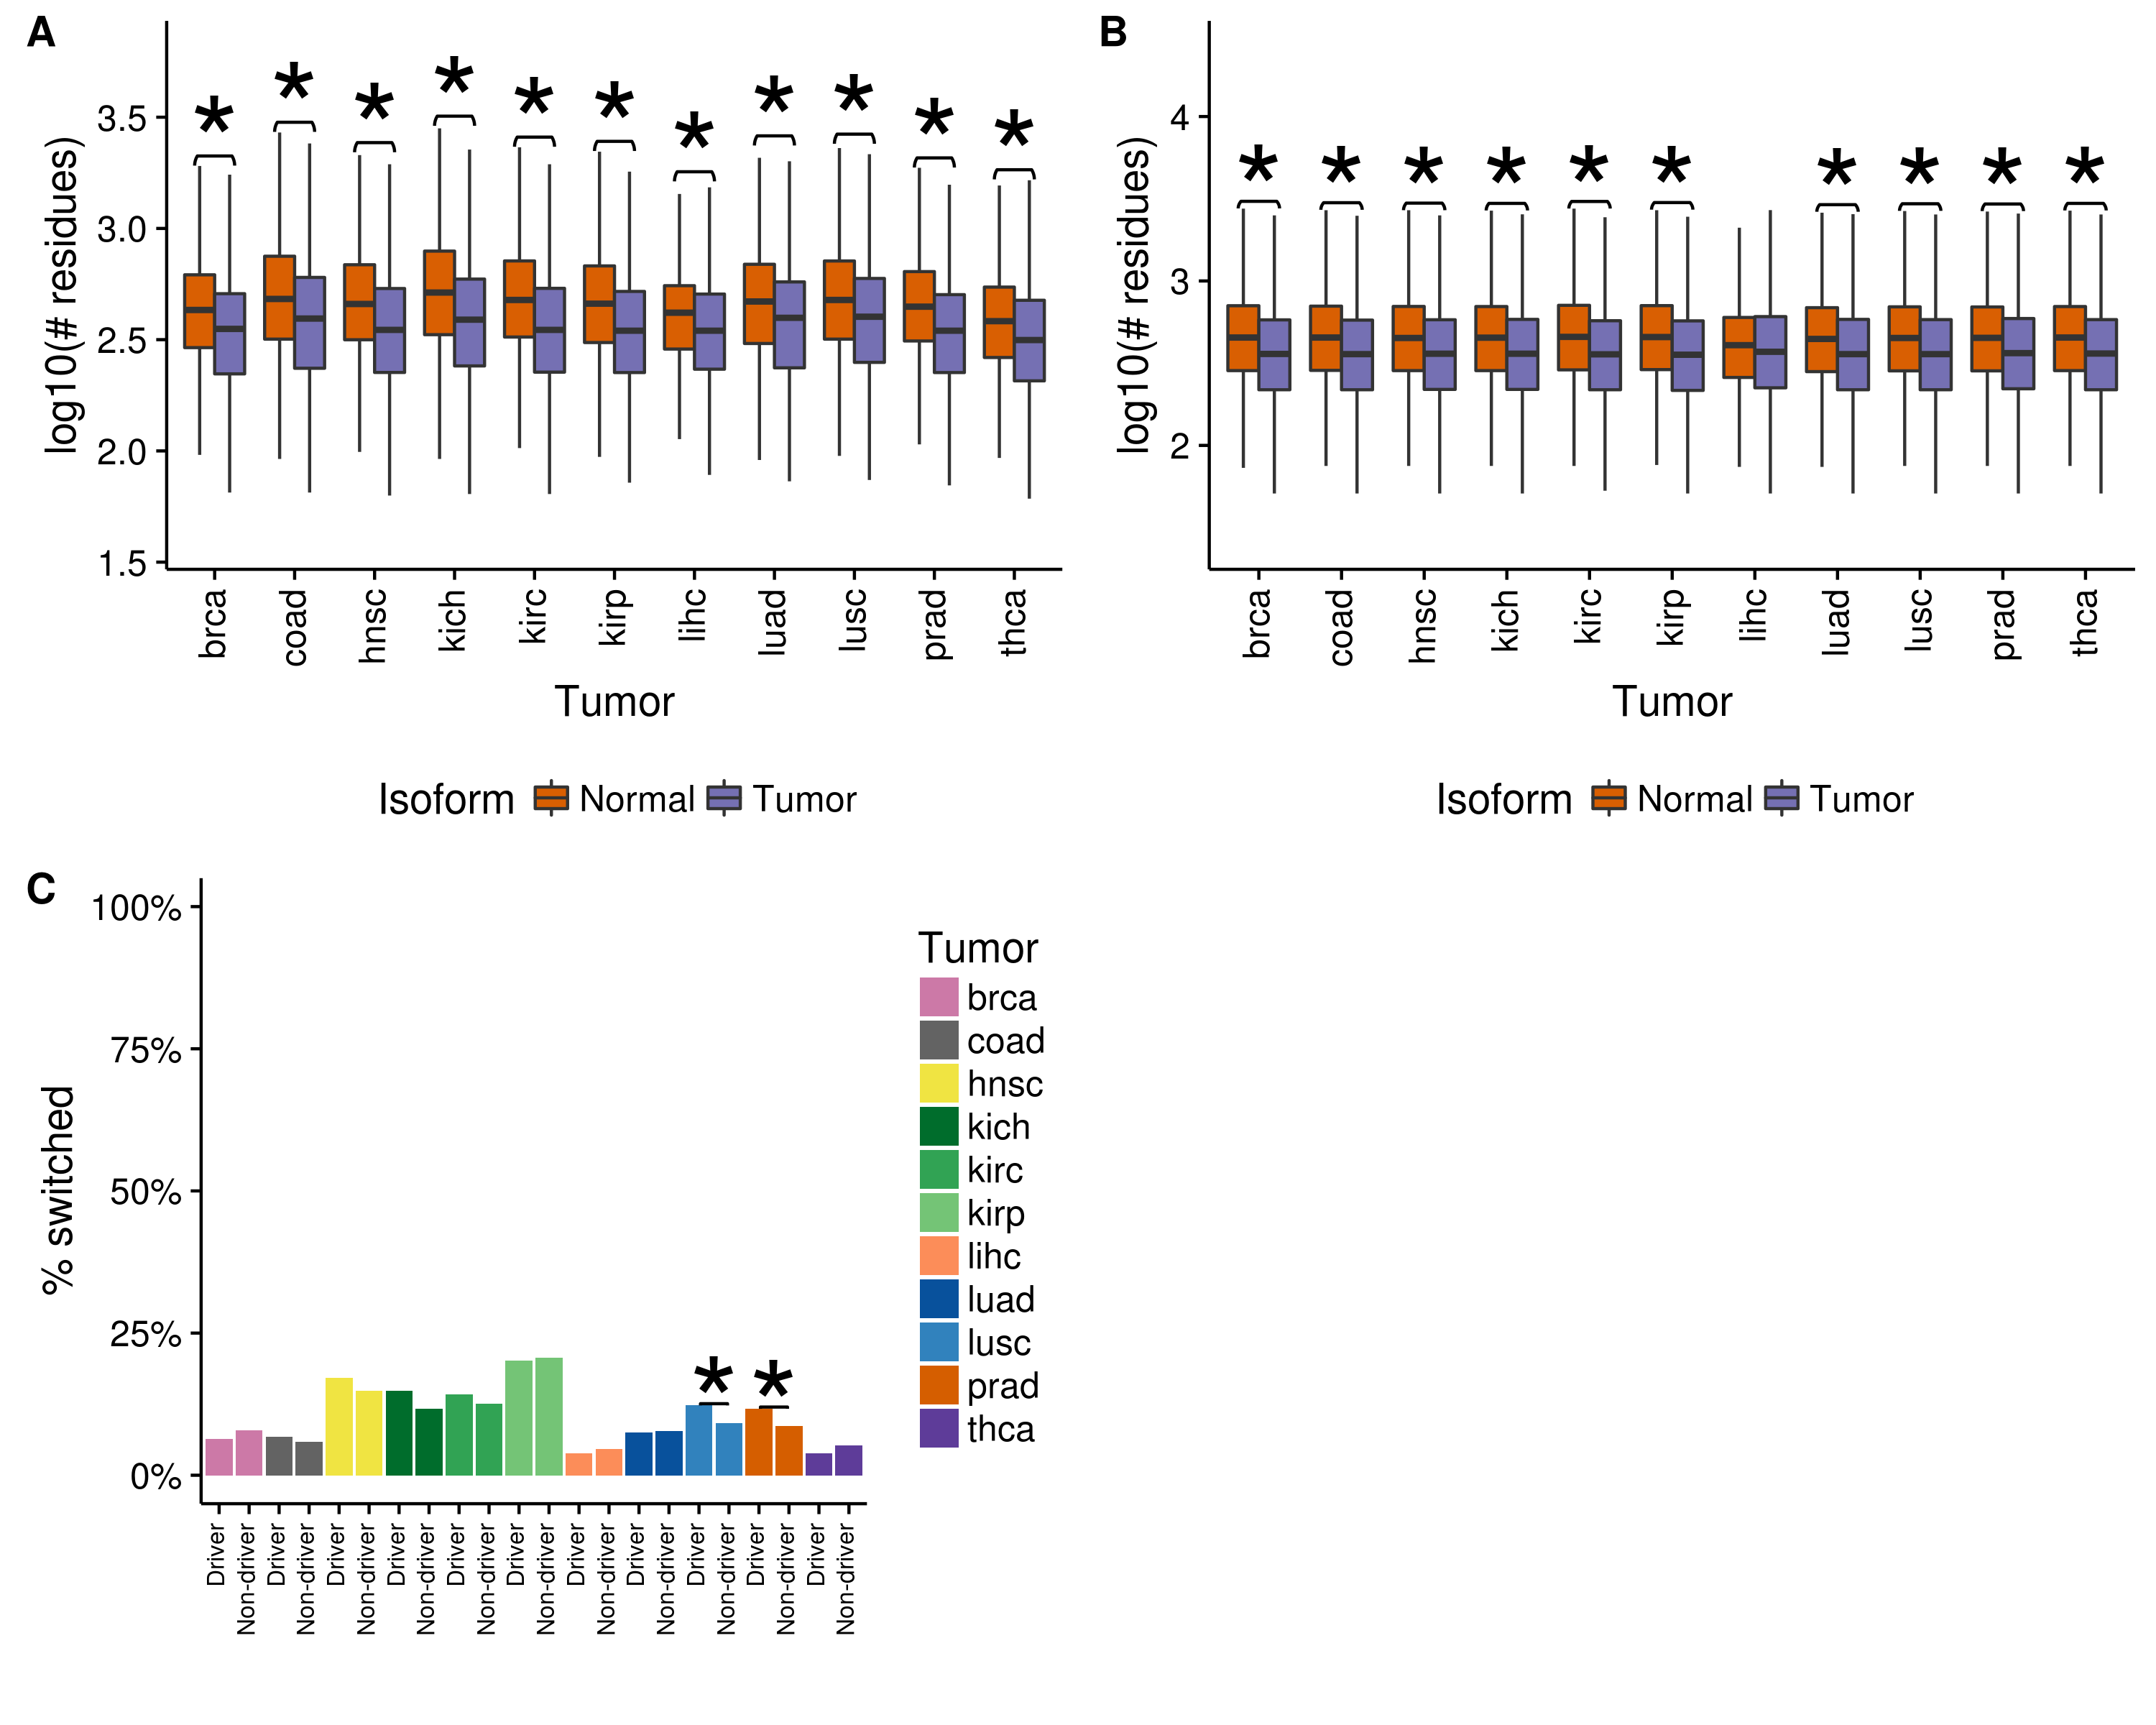 A
*
*
*
*
*
*
*
*
*
*
*
log10(# residues)
3.5
3.0
2.5
2.0
1.5
brca
coad
hnsc
kich
kirc
kirp
lihc
luad
lusc
prad
thca
Tumor
Isoform Normal Tumor
B
*
*
*
*
*
*
*
*
*
*
log10(# residues)
4
3
2
brca
coad
hnsc
kich
kirc
kirp
lihc
luad
lusc
prad
thca
Tumor
Isoform Normal Tumor
C
% switched
100%
75%
50%
25%
0%
*
*
Driver
Non-driver
Driver
Non-driver
Driver
Non-driver
Driver
Non-driver
Driver
Non-driver
Driver
Non-driver
Driver
Non-driver
Driver
Non-driver
Driver
Non-driver
Driver
Non-driver
Driver
Non-driver
Tumor
brca
coad
hnsc
kich
kirc
kirp
lihc
luad
lusc
prad
thca